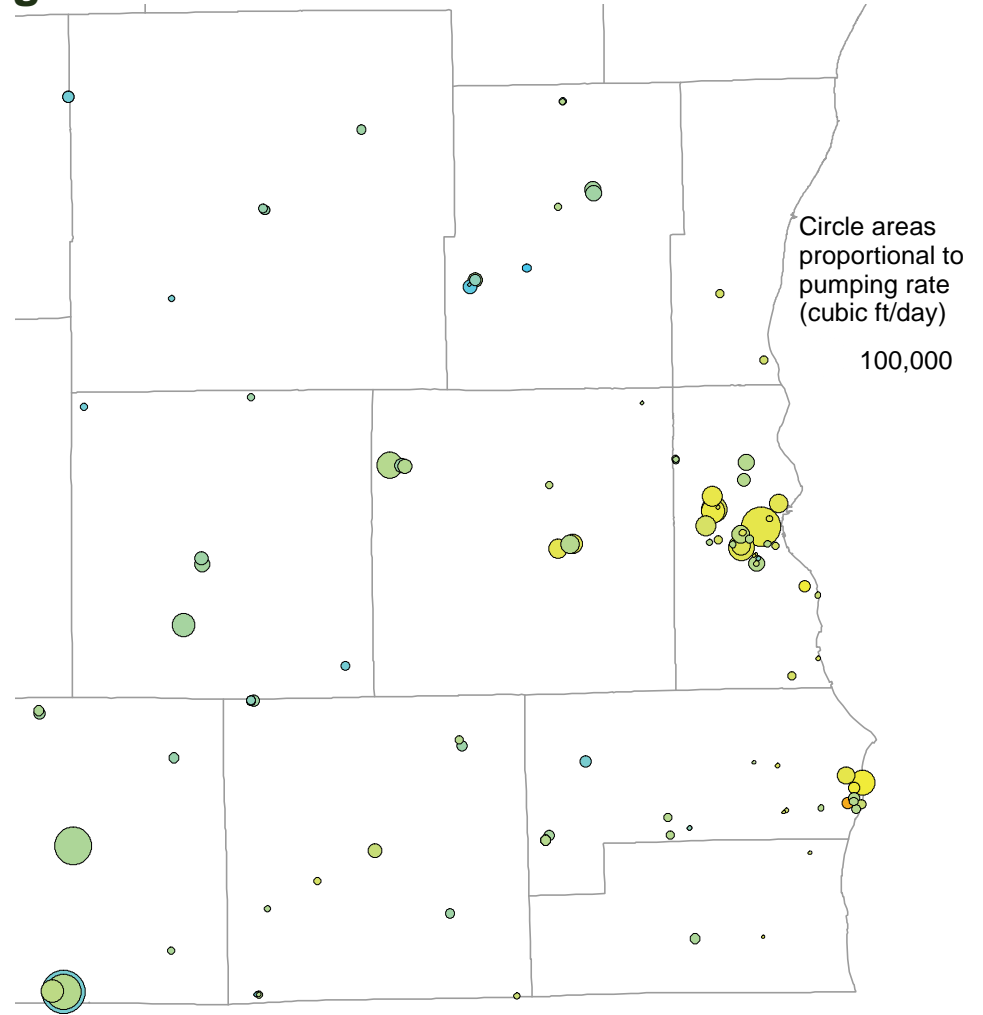 Circle areas
proportional to
pumping rate
(cubic ft/day)
100,000